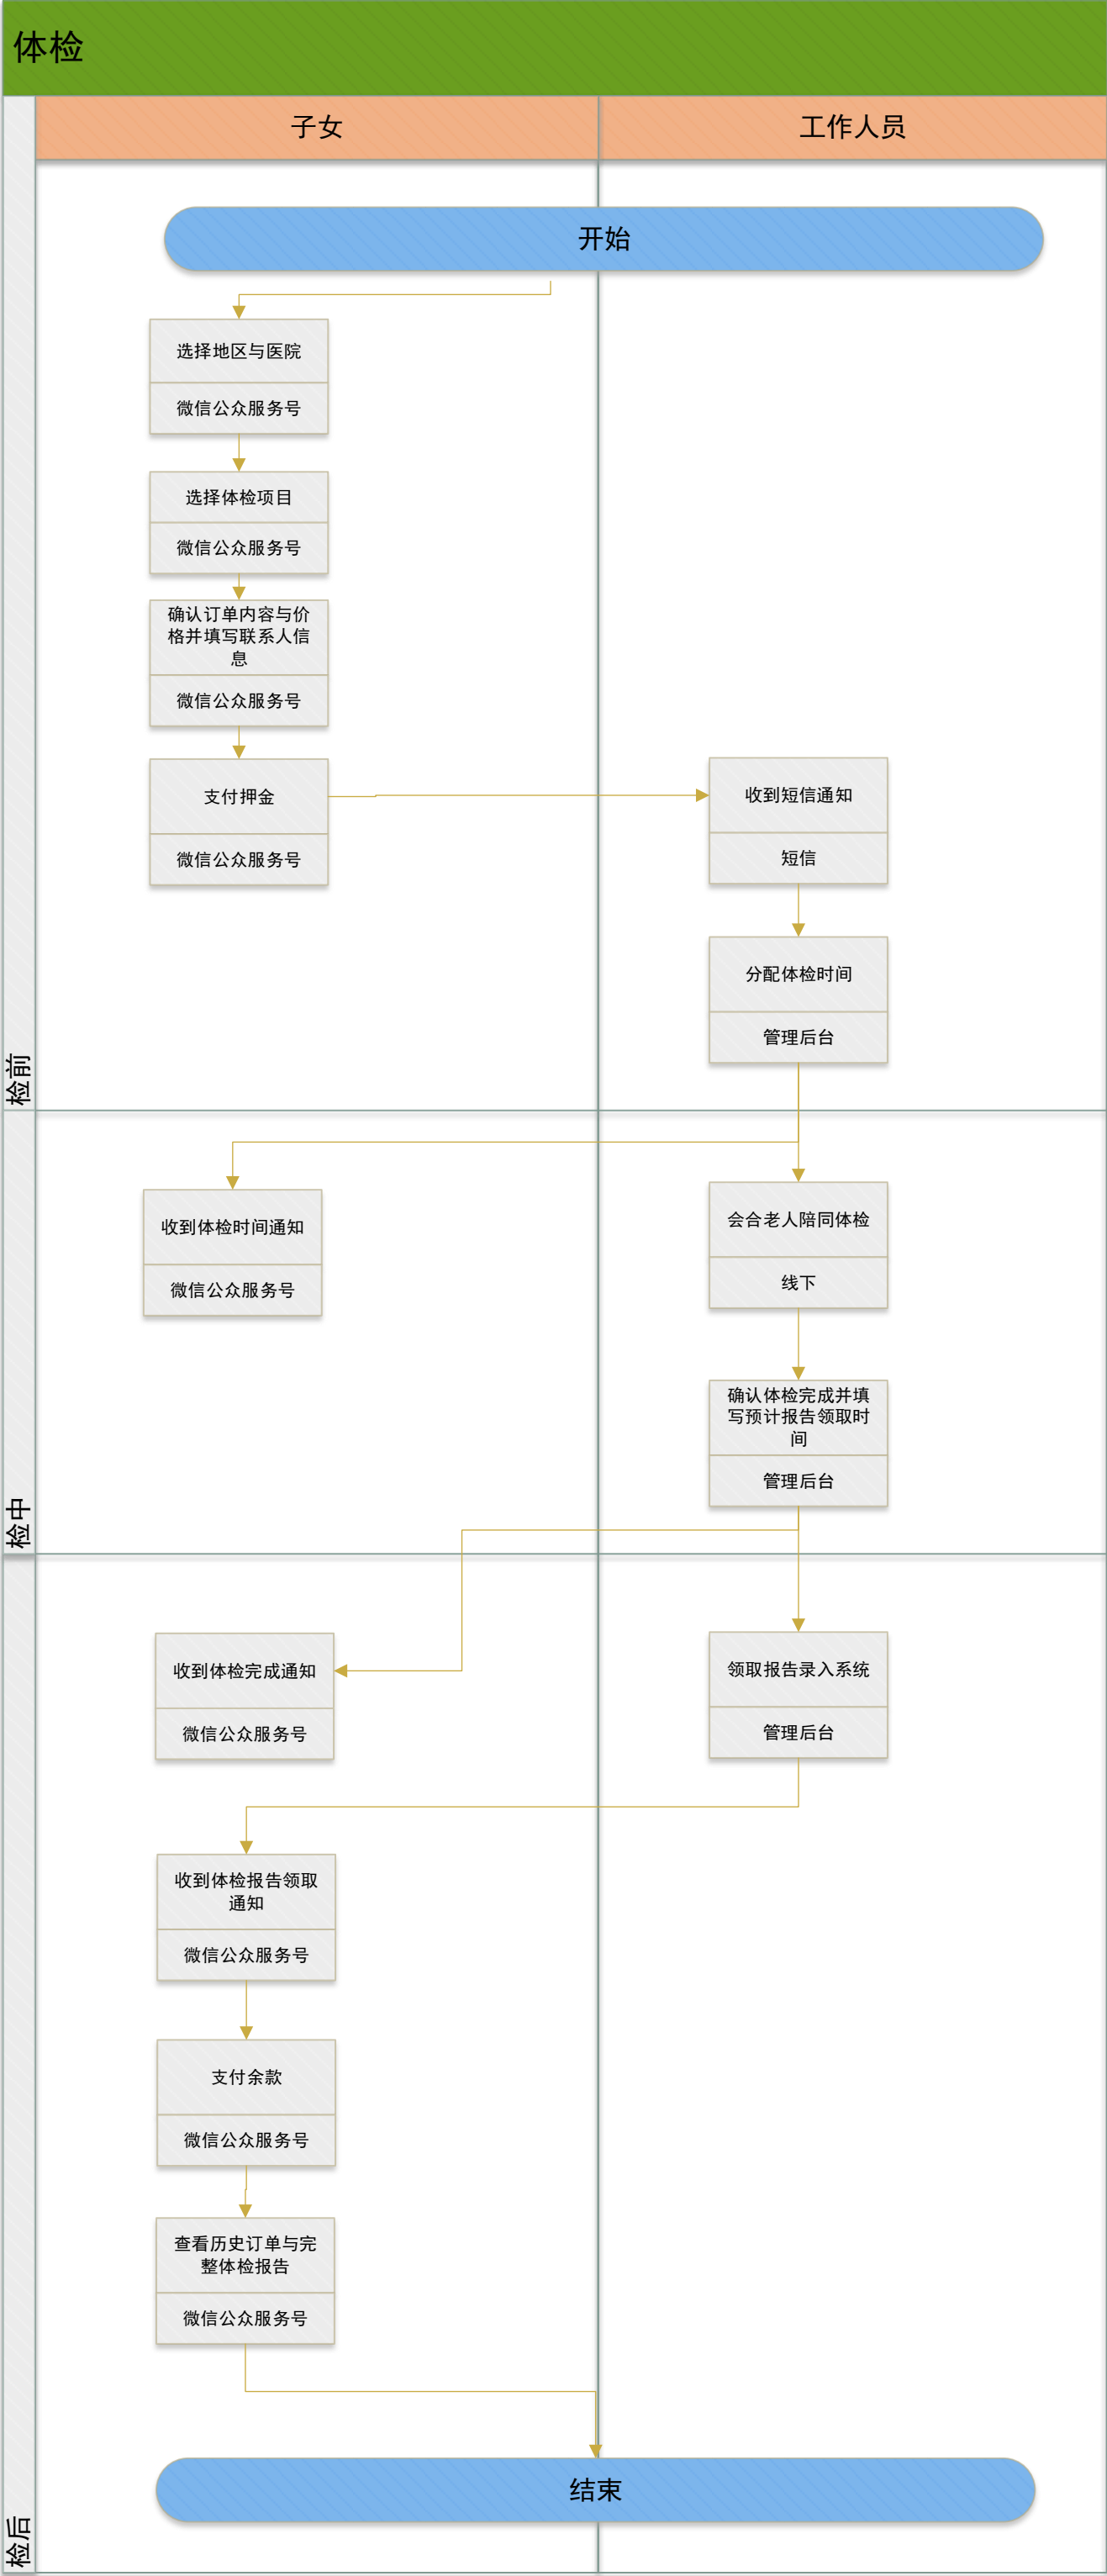 体检
子女
工作人员
开始
选择地区与医院
微信公众服务号
选择体检项目
微信公众服务号
确认订单内容与价
格并填写联系人信
息
微信公众服务号
支付押金
微信公众服务号
收到短信通知
短信
分配体检时间
管理后台
检前
收到体检时间通知
微信公众服务号
会合老人陪同体检
线下
确认体检完成并填
写预计报告领取时
间
管理后台
检中
收到体检完成通知
微信公众服务号
领取报告录入系统
管理后台
收到体检报告领取
通知
微信公众服务号
支付余款
微信公众服务号
查看历史订单与完
整体检报告
微信公众服务号
结束
检后